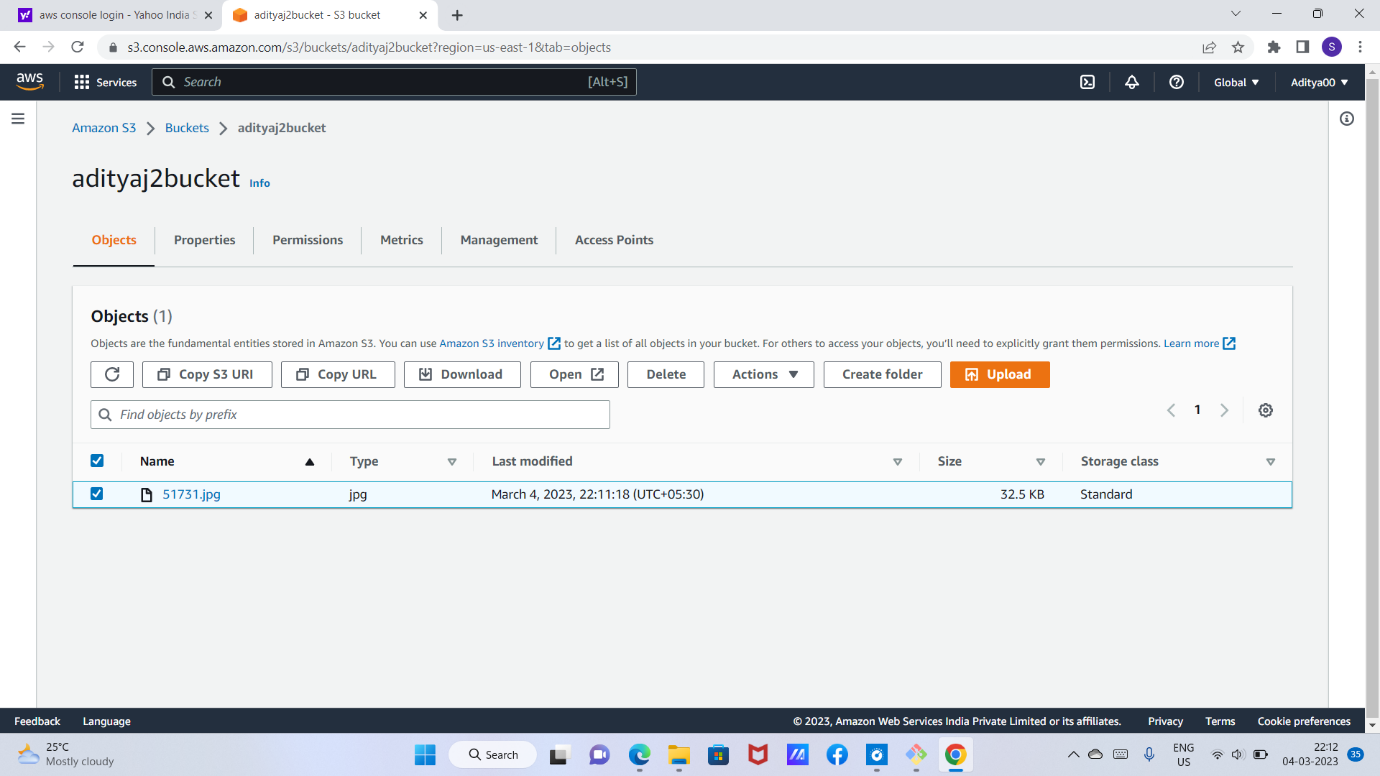 aws console login - Yahoo India S
adityaj2bucket - S3 bucket
s3.console.aws.amazon.com/s3/buckets/adityaj2bucket?region=us-east-1&tab=objects
S
aws
Services
Search
[Alt+S]
Global
Aditya00
Amazon S3 > Buckets > adityaj2bucket
adityaj2bucket Info
Objects
Properties
Permissions
Metrics
Management
Access Points
Objects (1)
Objects are the fundamental entities stored in Amazon S3. You can use Amazon S3 inventory to get a list of all objects in your bucket. For others to access your objects, you'll need to explicitly grant them permissions. Learn more
Copy S3 URI
Copy URL
Download
Open
Delete
Actions
Create folder
Upload
Find objects by prefix
1
Name
Type
Last modified
Size
Storage class
51731.jpg
jpg
March 4, 2023, 22:11:18 (UTC+05:30)
32.5 KB
Standard
Feedback
Language
© 2023, Amazon Web Services India Private Limited or its affiliates.
Privacy
Terms
Cookie preferences
25°C
Mostly cloudy
Search
ENG
US
22:12
04-03-2023
35